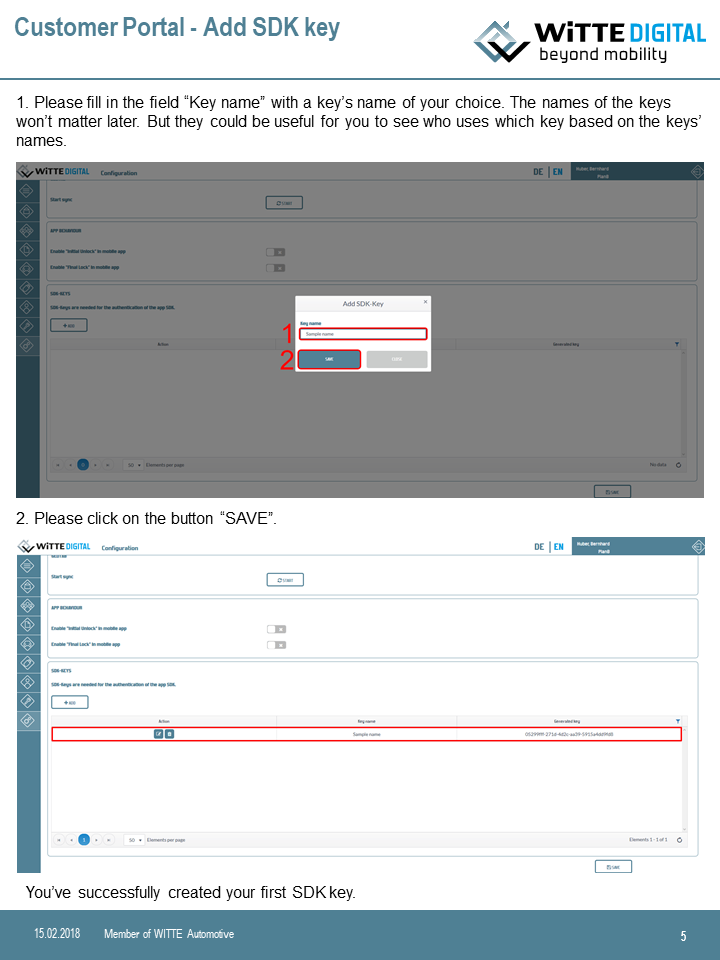 Customer Portal - Add SDK key
WiTTE DIGITAL
beyond mobility
1. Please fill in the field “Key name” with a key’s name of your choice. The names of the keys
won’t matter later. But they could be useful for you to see who uses which key based on the keys’
names.
WiTTE DIGITAL Configuration DE | EN Huber, Bernhard
PlanB
Start sync START
APP BEHAVIOUR
Enable "Initial Unlock" in mobile app
Enable "Final Lock" in mobile app
SDK-KEYS
SDK-Keys are needed for the authentication of the app SDK.
+ ADD
Add SDK-Key ×
Key name
1 Sample name
2 SAVE CLOSE
Action Generated key
1 50 Elements per page No data
SAVE
2. Please click on the button “SAVE”.
WiTTE DIGITAL Configuration DE | EN Huber, Bernhard
PlanB
Start sync START
APP BEHAVIOUR
Enable "Initial Unlock" in mobile app
Enable "Final Lock" in mobile app
SDK-KEYS
SDK-Keys are needed for the authentication of the app SDK.
+ ADD
Action Key name Generated key
Sample name
1 50 Elements per page Elements 1 - 1 of 1
SAVE
You’ve successfully created your first SDK key.
15.02.2018 Member of WITTE Automotive 5